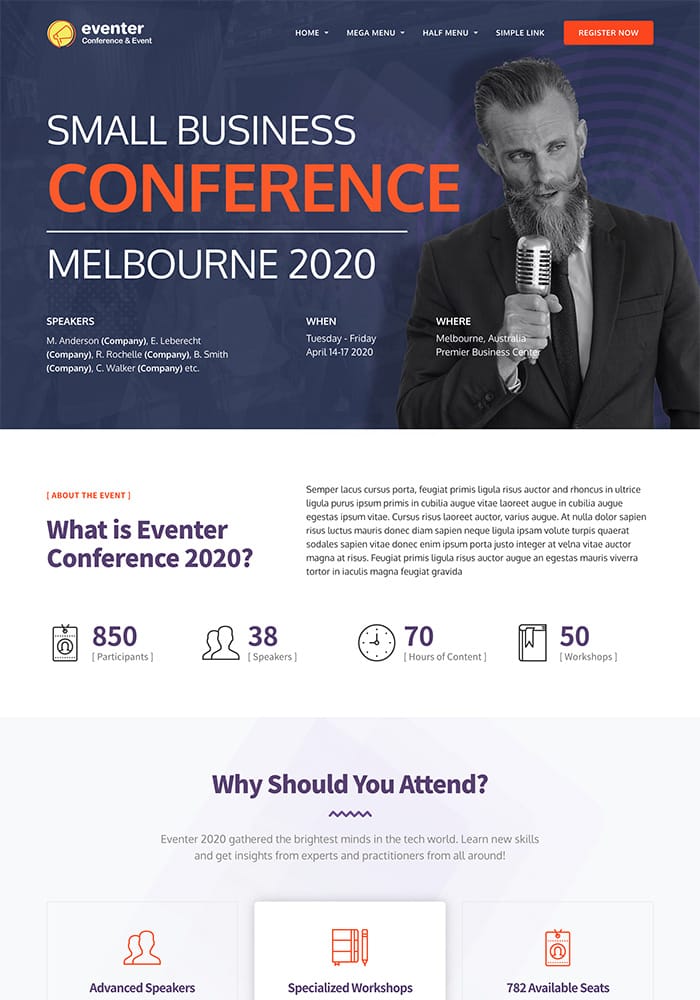 eventer
Conference & Event
HOME
MEGA MENU
HALF MENU
SIMPLE LINK
REGISTER NOW
SMALL BUSINESS
CONFERENCE
MELBOURNE 2020
SPEAKERS
M. Anderson (Company), E. Leberecht
(Company), R. Rochelle (Company), B. Smith
(Company), C. Walker (Company) etc.
WHEN
Tuesday - Friday
April 14-17 2020
WHERE
Melbourne, Australia
Premier Business Center
[ ABOUT THE EVENT ]
What is Eventer
Conference 2020?
Semper lacus cursus porta, feugiat primis ligula risus auctor and rhoncus in ultrice
ligula purus ipsum primis in cubilia augue vitae laoreet augue in cubilia augue
egestas ipsum vitae. Cursus risus laoreet auctor, varius augue. At nulla dolor sapien
risus luctus mauris donec diam sapien neque ligula ipsam volute turpis quaerat
sodales sapien vitae donec enim ipsum porta justo integer at velna vitae auctor
magna at risus. Feugiat primis ligula risus auctor augue an egestas mauris viverra
tortor in iaculis magna feugiat gravida
850
[ Participants ]
38
[ Speakers ]
70
[ Hours of Content ]
50
[ Workshops ]
Why Should You Attend?
Eventer 2020 gathered the brightest minds in the tech world. Learn new skills
and get insights from experts and practitioners from all around!
Advanced Speakers
Specialized Workshops
782 Available Seats